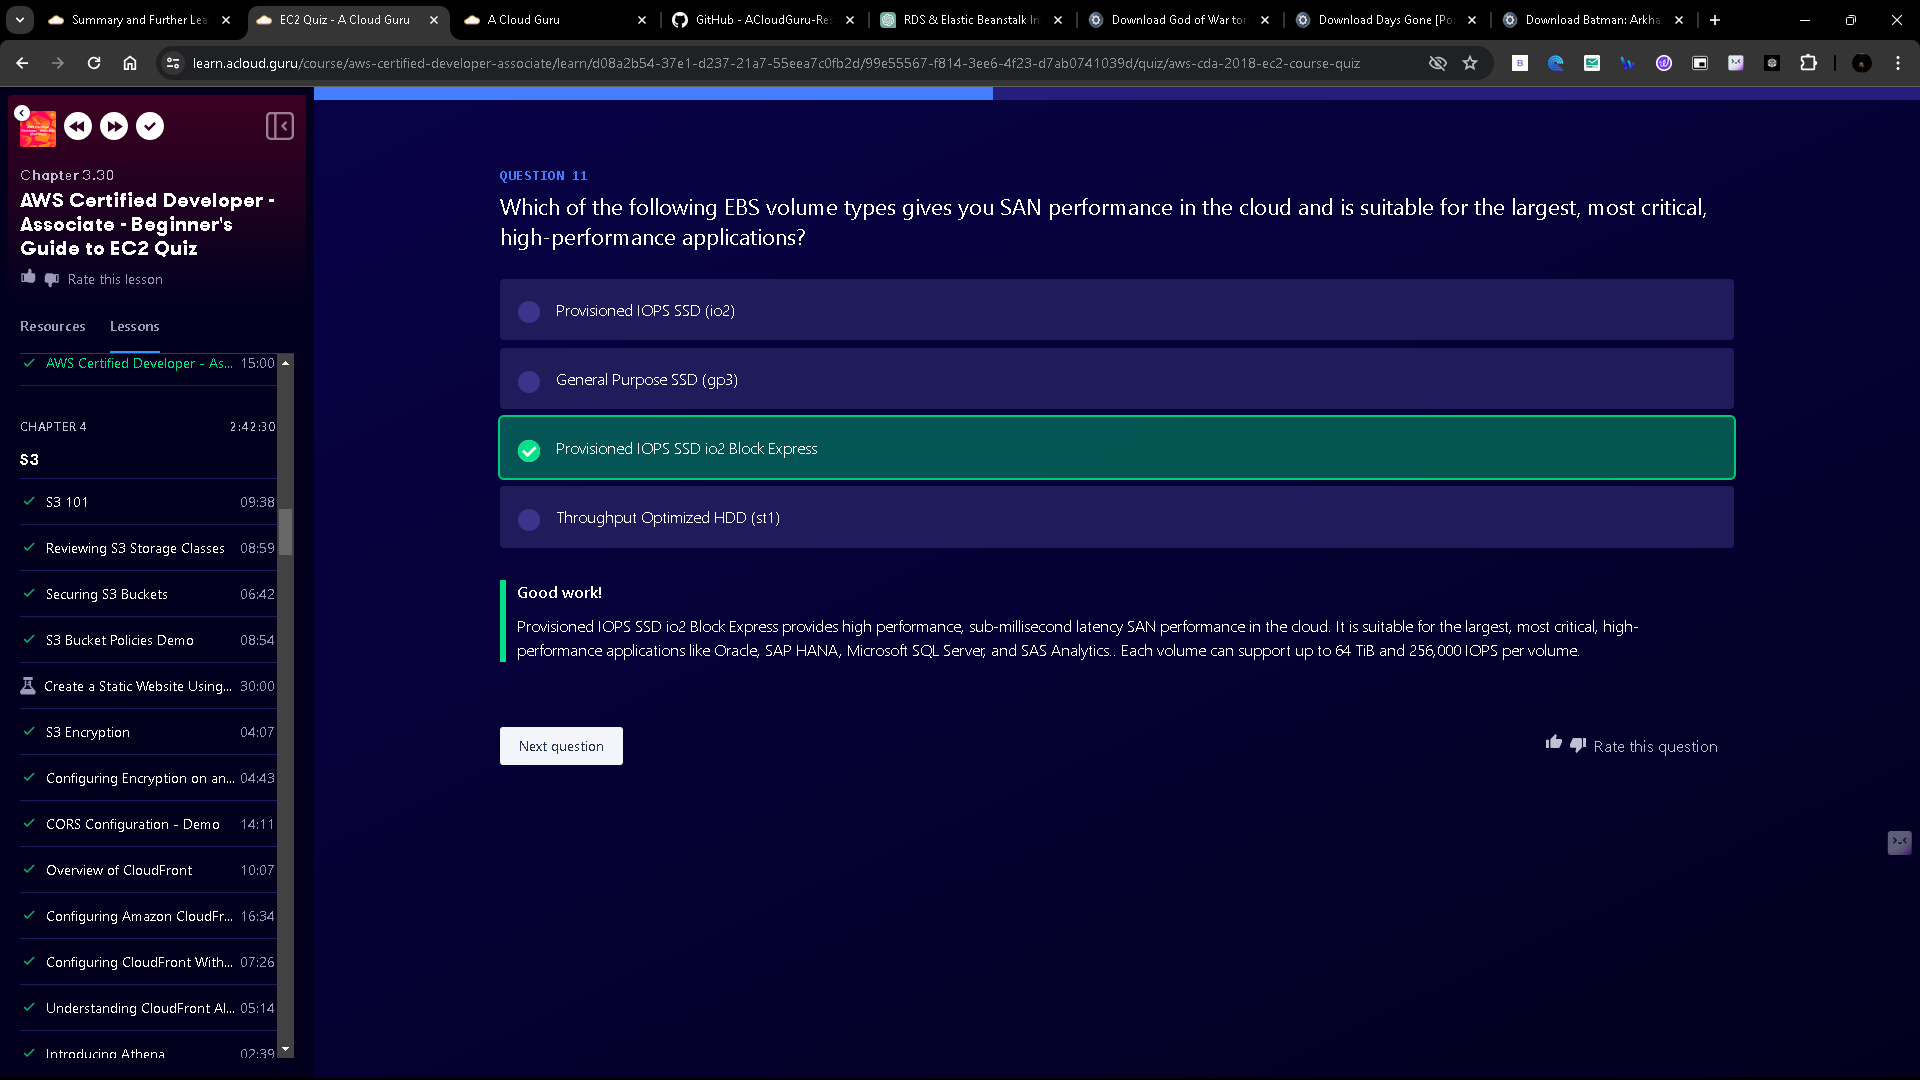 Summary and Further Lea
EC2 Quiz - A Cloud Guru
A Cloud Guru
GitHub - ACloudGuru-Res
RDS & Elastic Beanstalk In
Download God of War tor
Download Days Gone [Po
Download Batman: Arkha
learn.acloud.guru/course/aws-certified-developer-associate/learn/d08a2b54-37e1-d237-21a7-55eea7c0fb2d/99e55567-f814-3ee6-4f23-d7ab0741039d/quiz/aws-cda-2018-ec2-course-quiz
Chapter 3.30
AWS Certified Developer -
Associate - Beginner's
Guide to EC2 Quiz
Rate this lesson
Resources Lessons
AWS Certified Developer - As... 15:00
CHAPTER 4 2:42:30
S3
S3 101 09:38
Reviewing S3 Storage Classes 08:59
Securing S3 Buckets 06:42
S3 Bucket Policies Demo 08:54
Create a Static Website Using... 30:00
S3 Encryption 04:07
Configuring Encryption on an... 04:43
CORS Configuration - Demo 14:11
Overview of CloudFront 10:07
Configuring Amazon CloudFr... 16:34
Configuring CloudFront With... 07:26
Understanding CloudFront Al... 05:14
Introducing Athena 02:39
QUESTION 11
Which of the following EBS volume types gives you SAN performance in the cloud and is suitable for the largest, most critical,
high-performance applications?
Provisioned IOPS SSD (io2)
General Purpose SSD (gp3)
Provisioned IOPS SSD io2 Block Express
Throughput Optimized HDD (st1)
Good work!
Provisioned IOPS SSD io2 Block Express provides high performance, sub-millisecond latency SAN performance in the cloud. It is suitable for the largest, most critical, high-
performance applications like Oracle, SAP HANA, Microsoft SQL Server, and SAS Analytics.. Each volume can support up to 64 TiB and 256,000 IOPS per volume.
Next question
Rate this question